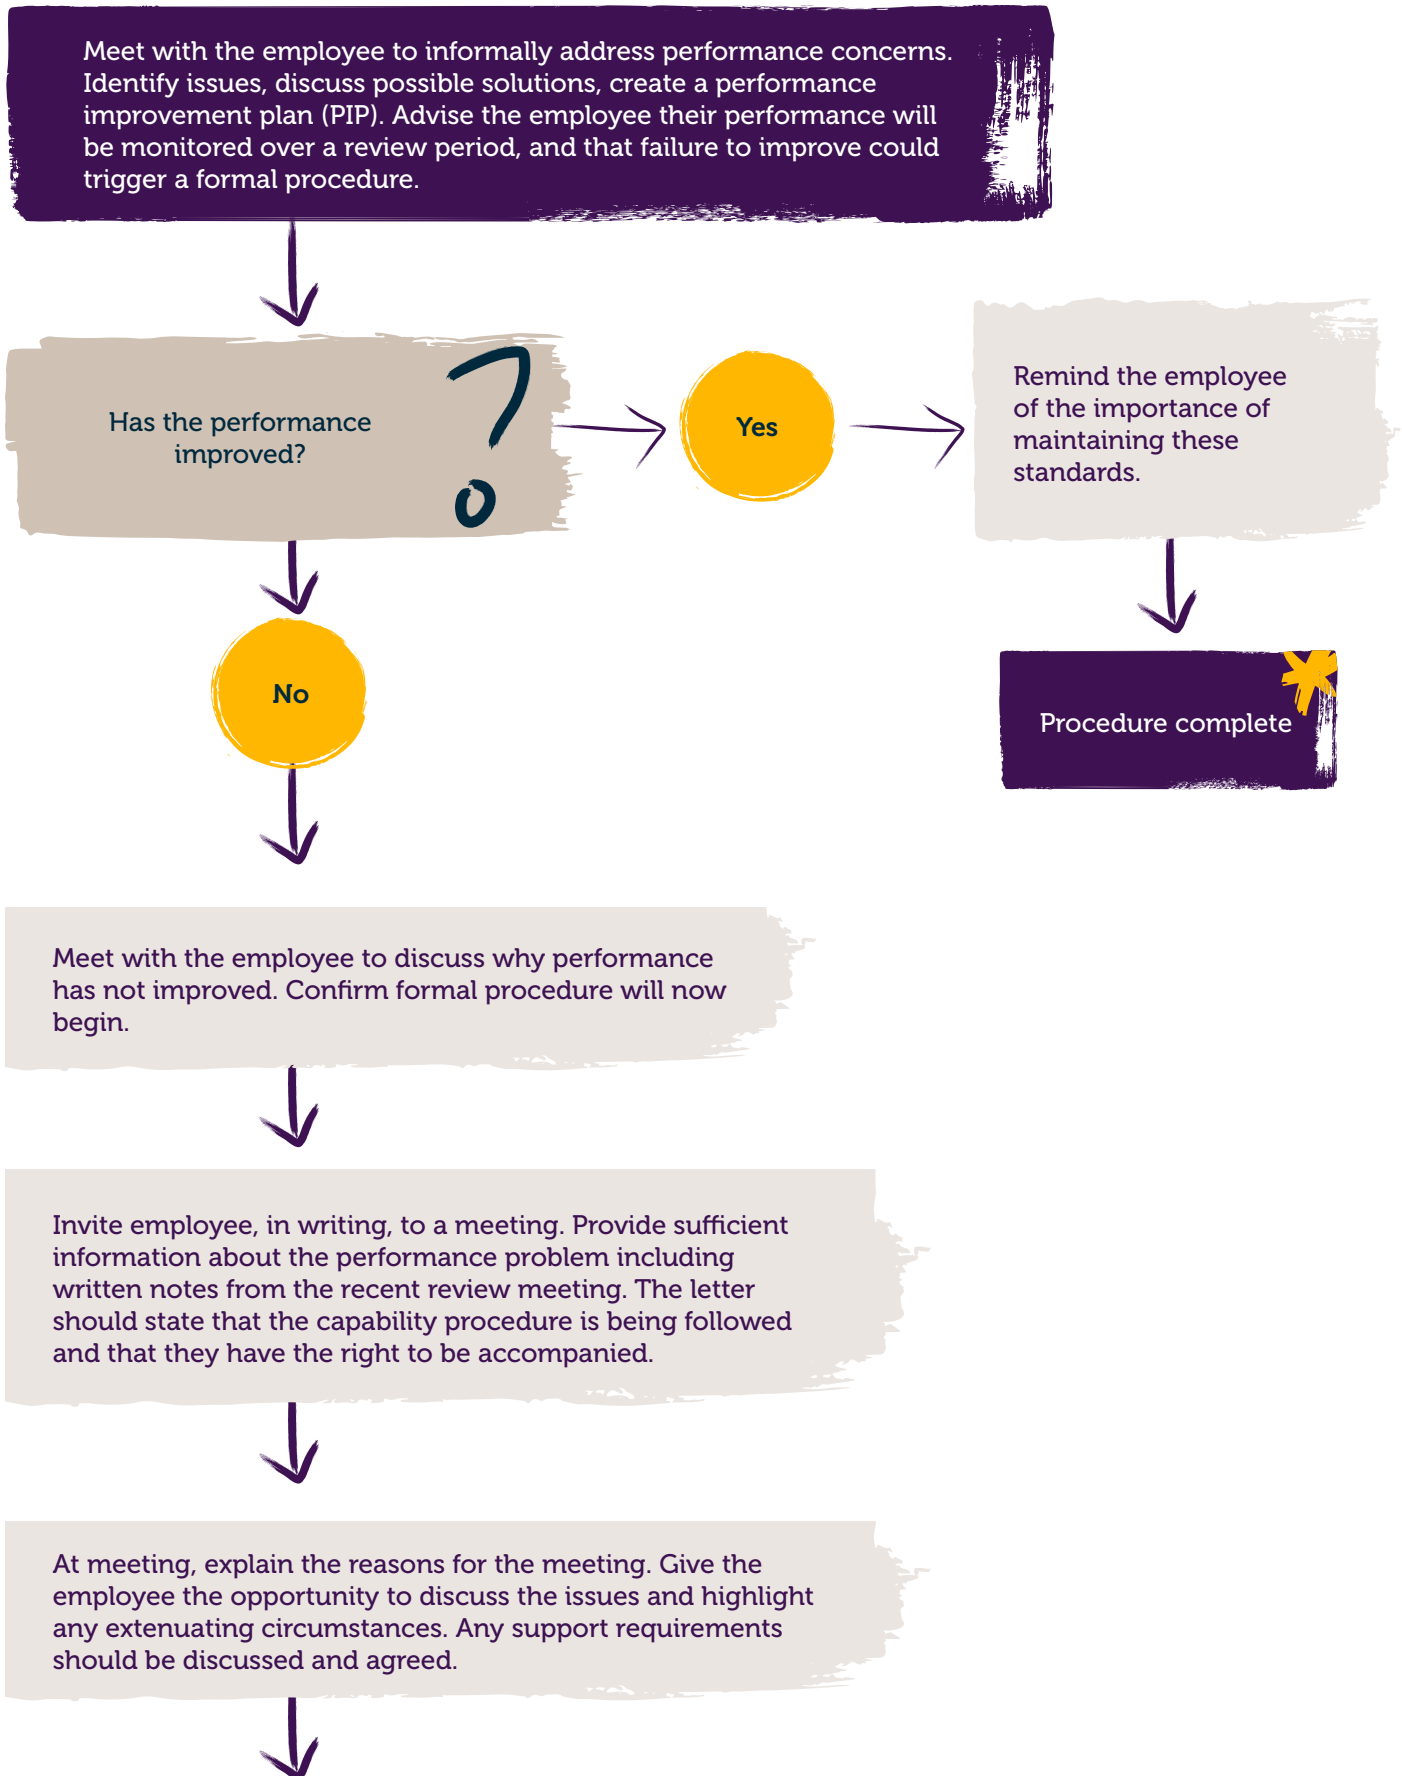 Meet with the employee to informally address performance concerns.
Identify issues, discuss possible solutions, create a performance
improvement plan (PIP). Advise the employee their performance will
be monitored over a review period, and that failure to improve could
trigger a formal procedure.
Has the performance
improved?
?
Yes
Remind the employee
of the importance of
maintaining these
standards.
No
Procedure complete
Meet with the employee to discuss why performance
has not improved. Confirm formal procedure will now
begin.
Invite employee, in writing, to a meeting. Provide sufficient
information about the performance problem including
written notes from the recent review meeting. The letter
should state that the capability procedure is being followed
and that they have the right to be accompanied.
At meeting, explain the reasons for the meeting. Give the
employee the opportunity to discuss the issues and highlight
any extenuating circumstances. Any support requirements
should be discussed and agreed.